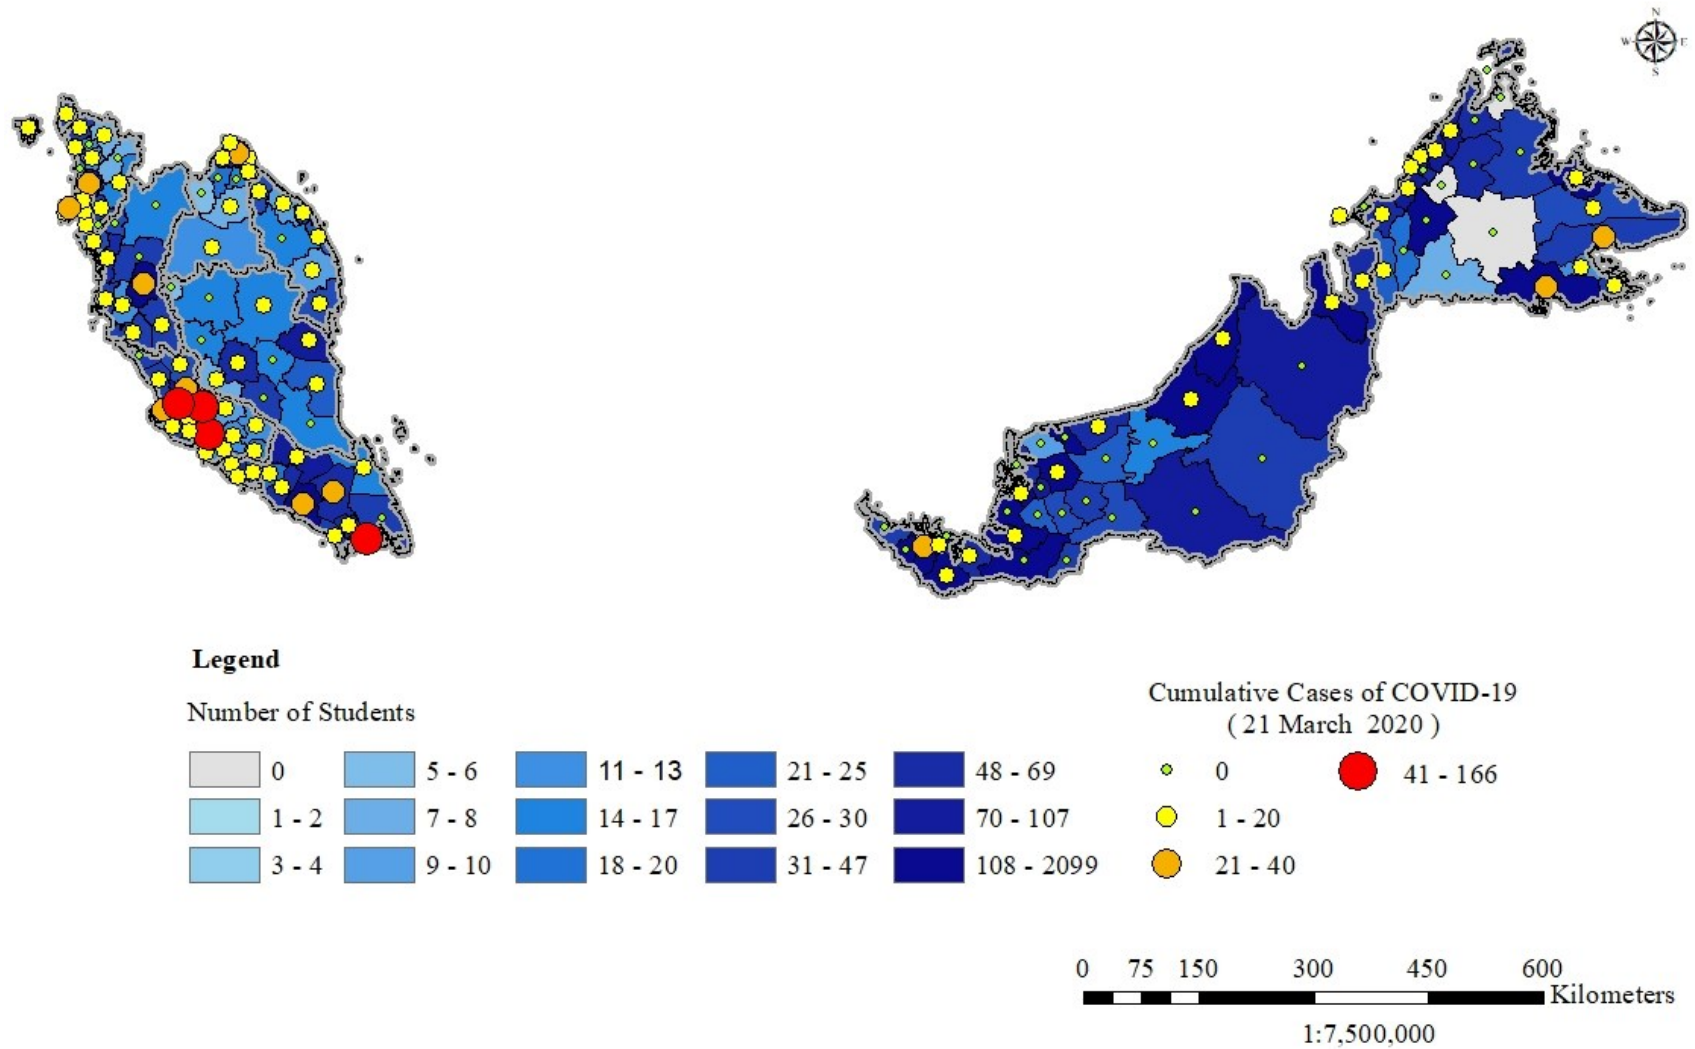 N
W E
S
Legend
Number of Students
0
1 - 2
3 - 4
5 - 6
7 - 8
9 - 10
11 - 13
14 - 17
18 - 20
21 - 25
26 - 30
31 - 47
48 - 69
70 - 107
108 - 2099
Cumulative Cases of COVID-19
( 21 March 2020 )
0
1 - 20
21 - 40
41 - 166
0 75 150 300 450 600
Kilometers
1:7,500,000